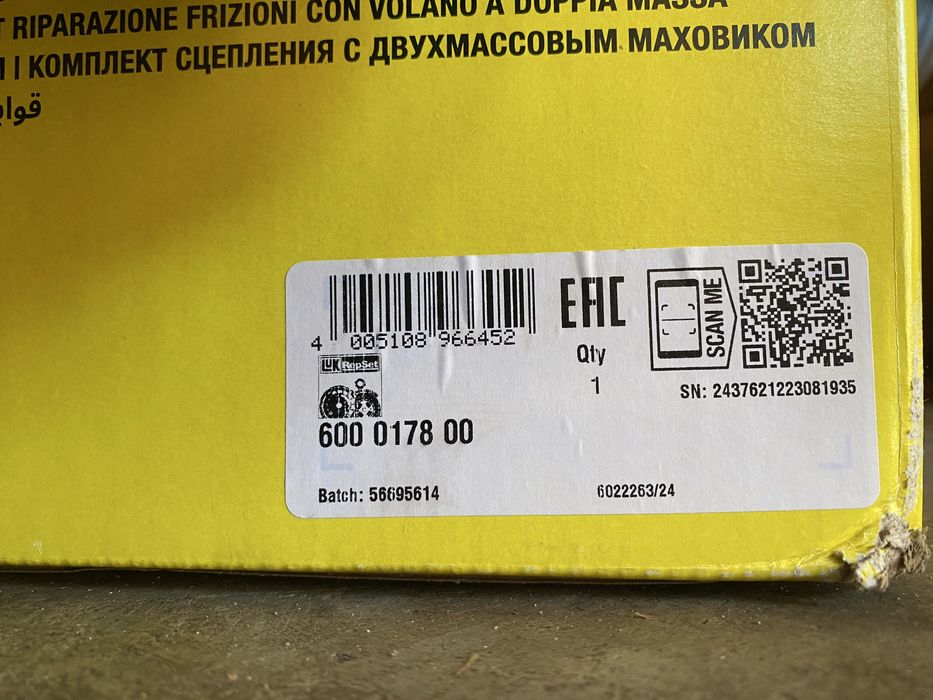 RIPARAZIONE FRIZIONI CON VOLANO A DOPPIA MASSA
| КОМПЛЕКТ СЦЕПЛЕНИЯ С ДВУХМАССОВЫМ МАХОВИКОМ
4 005108 966452
EAC
SCAN ME
Qty
1
SN: 2437621223081935
LuK RepSet
600 0178 00
Batch: 56695614
6022263/24